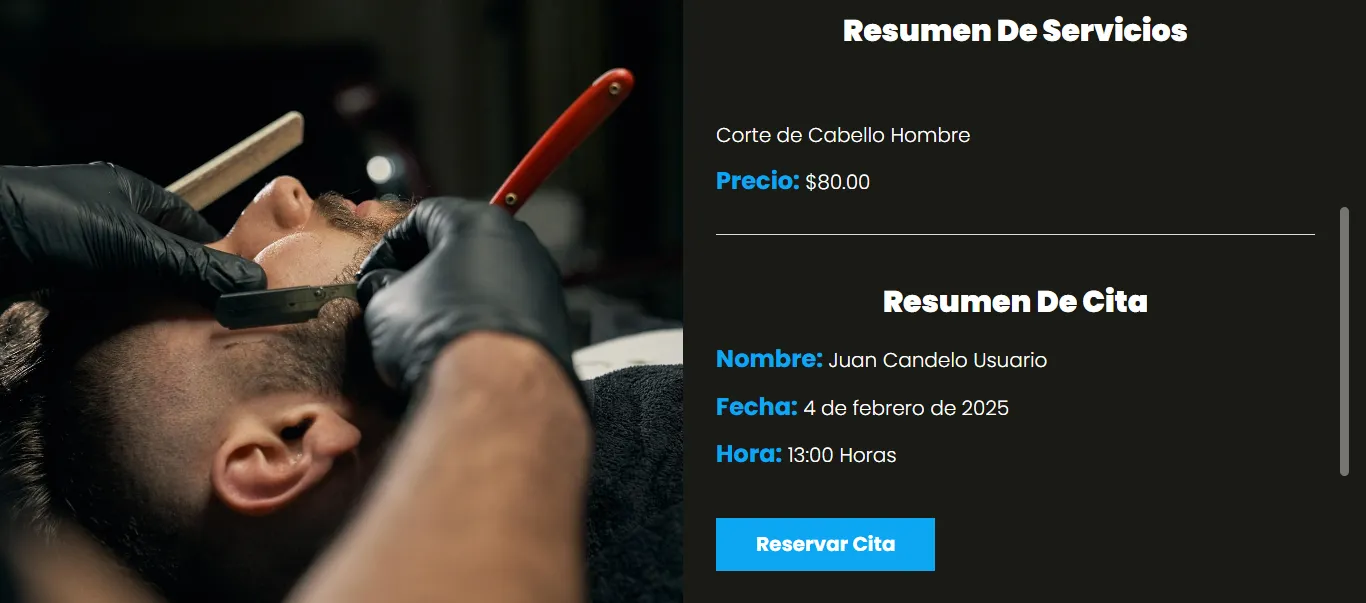 Resumen De Servicios
Corte de Cabello Hombre
Precio: $80.00
Resumen De Cita
Nombre: Juan Candelo Usuario
Fecha: 4 de febrero de 2025
Hora: 13:00 Horas
Reservar Cita